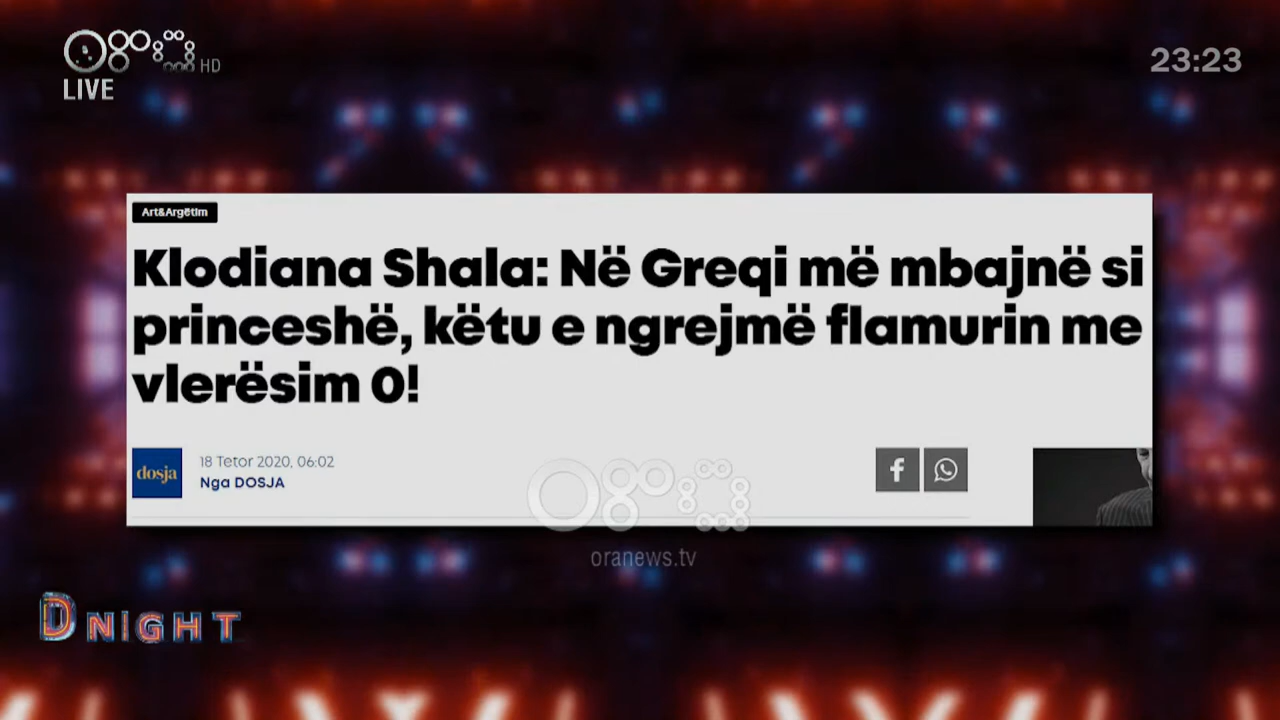 HD
LIVE
23:23
Art&Argëtim
Klodiana Shala: Në Greqi më mbajnë si
princeshë, këtu e ngrejmë flamurin me
vlerësim 0!
dosja
18 Tetor 2020, 06:02
Nga DOSJA
oranews.tv
D NIGHT